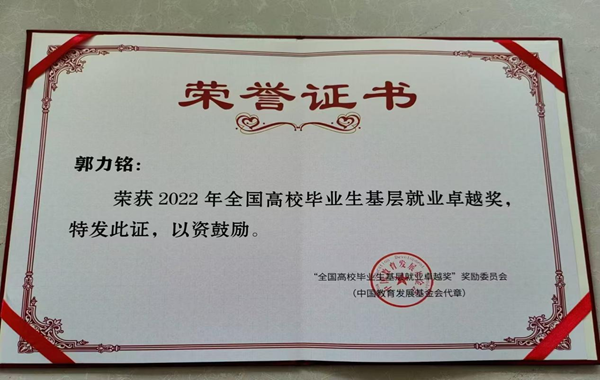 荣誉证书
郭力铭：
荣获2022年全国高校毕业生基层就业卓越奖，
特发此证，以资鼓励。
“全国高校毕业生基层就业卓越奖”奖励委员会
（中国教育发展基金会代章）